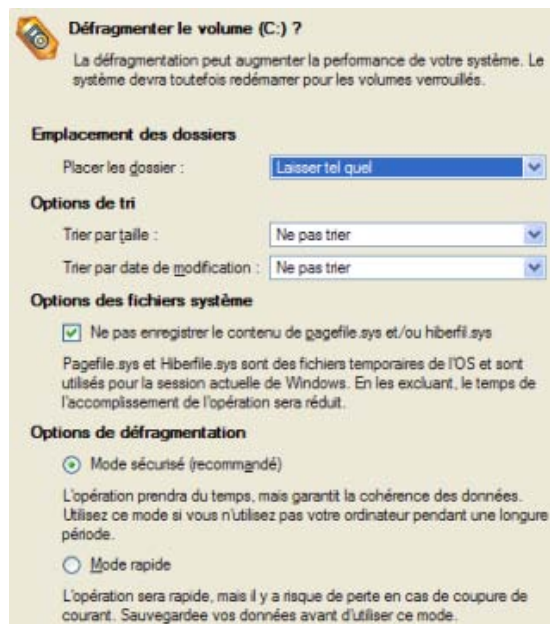 Défragmenter le volume (C:) ?
La défragmentation peut augmenter la performance de votre système. Le
système devra toutefois redémarrer pour les volumes verrouillés.
Emplacement des dossiers
Placer les dossier :
Laisser tel quel
Options de tri
Trier par taille :
Ne pas trier
Trier par date de modification :
Ne pas trier
Options des fichiers système
Ne pas enregistrer le contenu de pagefile.sys et/ou hiberfil.sys
Pagefile.sys et Hiberfile.sys sont des fichiers temporaires de l'OS et sont
utilisés pour la session actuelle de Windows. En les excluant, le temps de
l'accomplissement de l'opération sera réduit.
Options de défragmentation
Mode sécurisé (recommandé)
L'opération prendra du temps, mais garantit la cohérence des données.
Utilisez ce mode si vous n'utilisez pas votre ordinateur pendant une longure
période.
Mode rapide
L'opération sera rapide, mais il y a risque de perte en cas de coupure de
courant. Sauvegardee vos données avant d'utiliser ce mode.